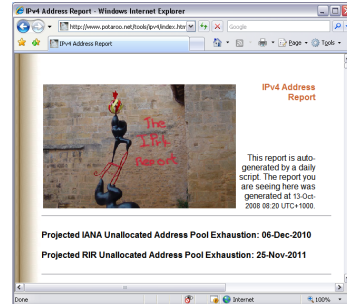 IPv4 Address Report - Windows Internet Explorer
http://www.potaroo.net/tools/ipv4/index.htm
Google
IPv4 Address Report
Page
Tools
IPv4 Address
Report
The
IPv4
Report
This report is auto-
generated by a daily
script. The report you
are seeing here was
generated at 13-Oct-
2008 08:20 UTC+1000.
Projected IANA Unallocated Address Pool Exhaustion: 06-Dec-2010
Projected RIR Unallocated Address Pool Exhaustion: 25-Nov-2011
Done
Internet
100%